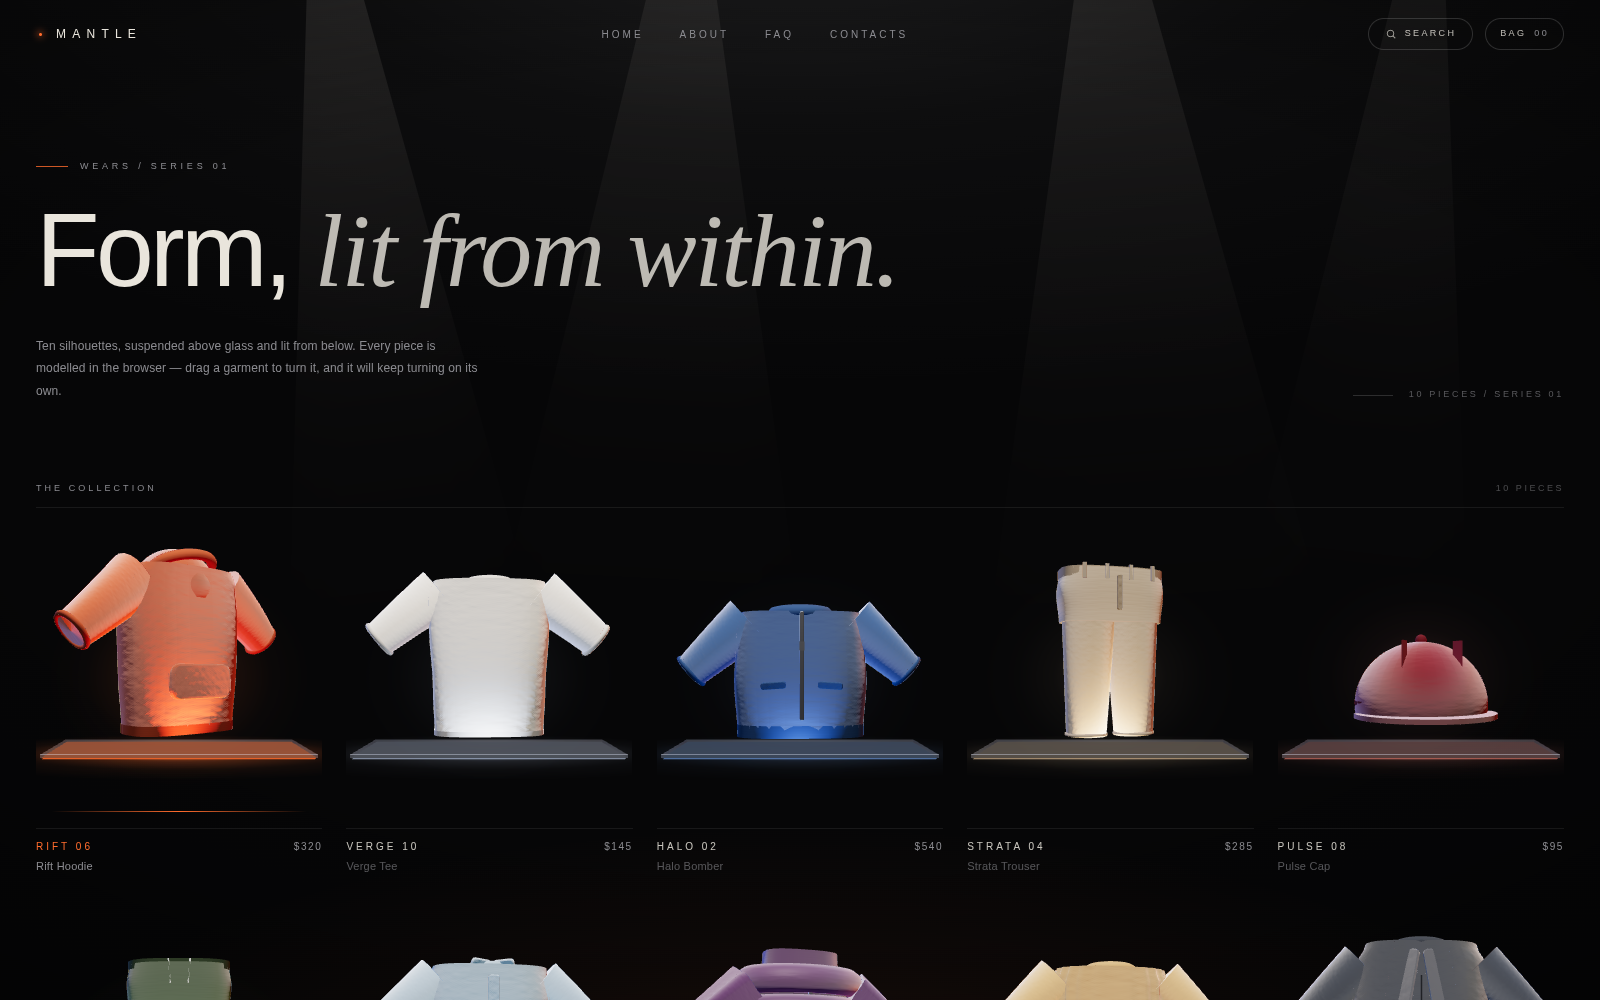 MANTLE
HOME ABOUT FAQ CONTACTS
SEARCH
BAG 00
WEARS / SERIES 01
Form, lit from within.
Ten silhouettes, suspended above glass and lit from below. Every piece is
modelled in the browser — drag a garment to turn it, and it will keep turning on its
own.
10 PIECES / SERIES 01
THE COLLECTION
10 PIECES
RIFT 06 $320
Rift Hoodie
VERGE 10 $145
Verge Tee
HALO 02 $540
Halo Bomber
STRATA 04 $285
Strata Trouser
PULSE 08 $95
Pulse Cap